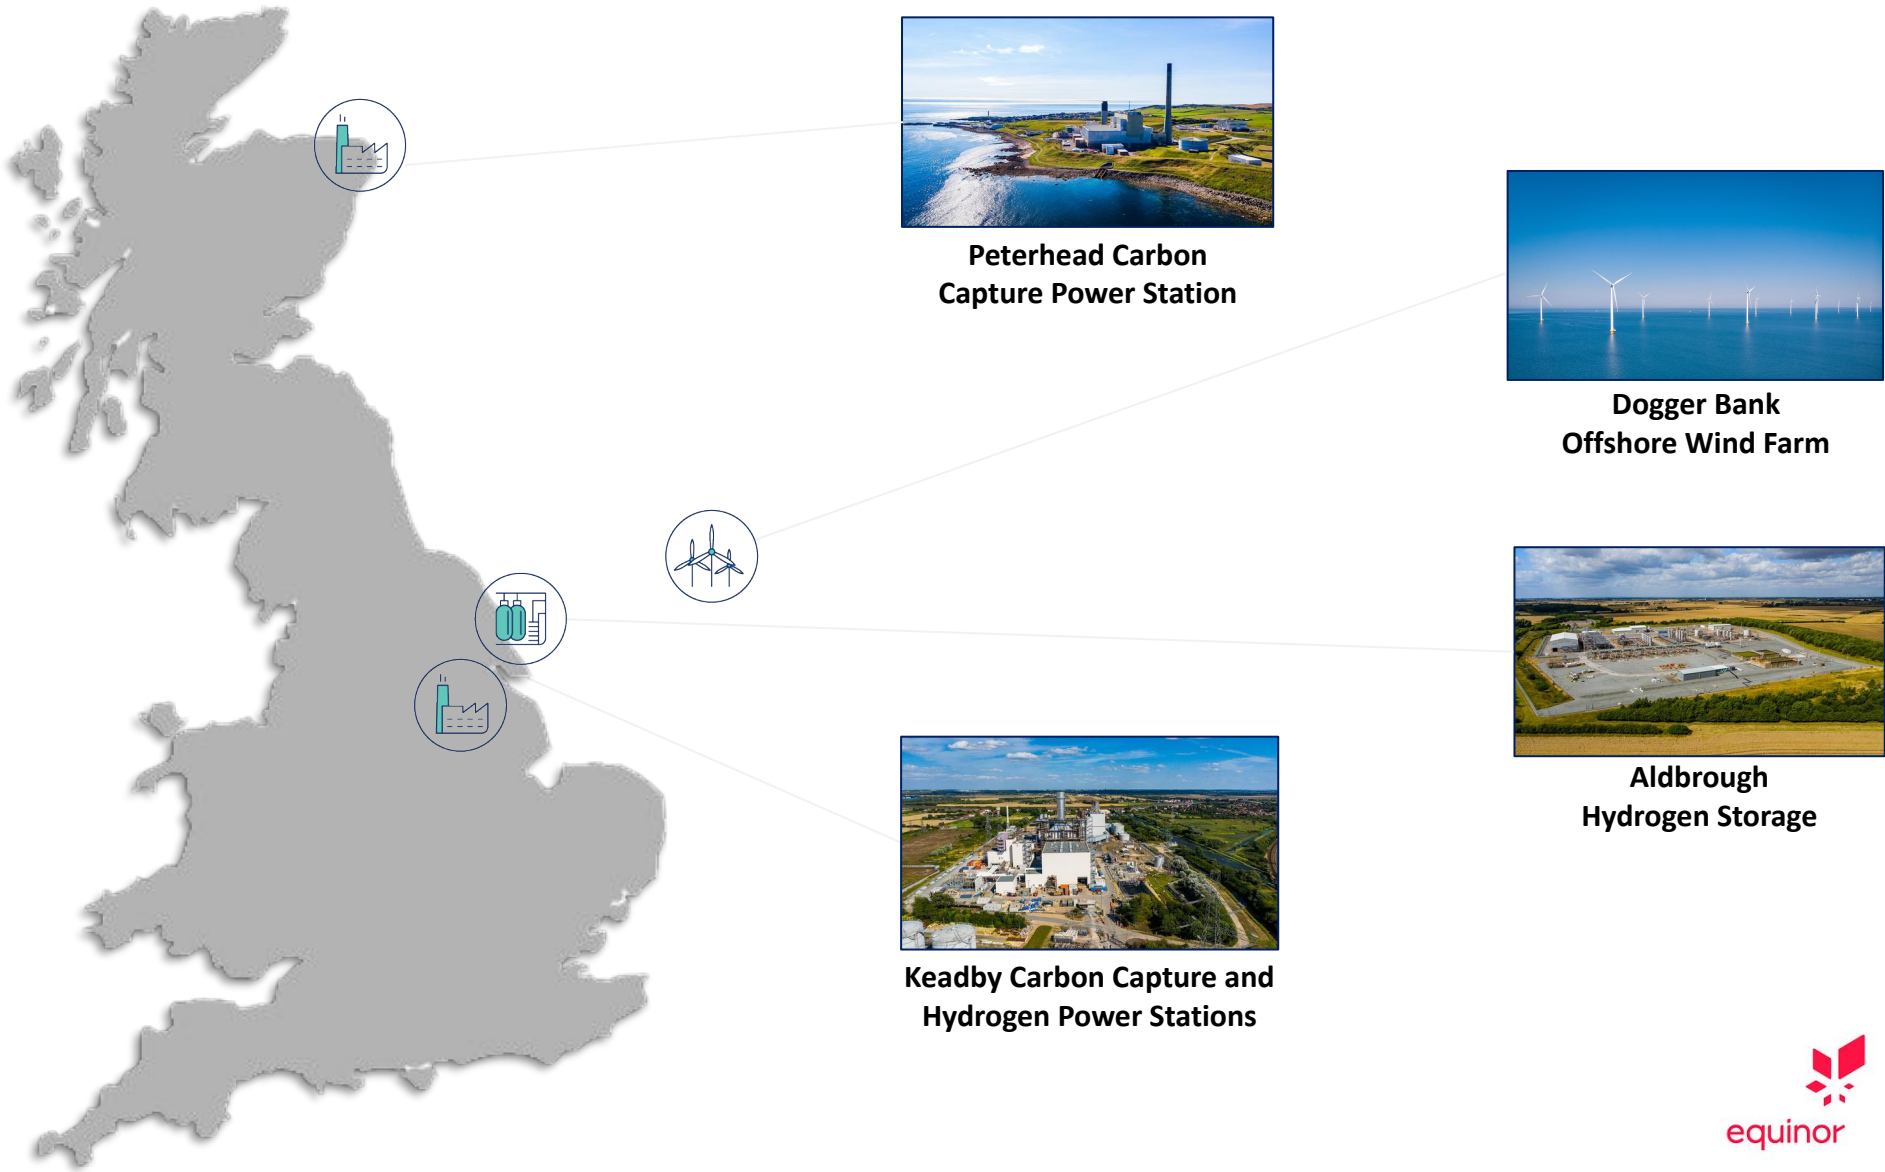 Peterhead Carbon
Capture Power Station
Dogger Bank
Offshore Wind Farm
Aldbrough
Hydrogen Storage
Keadby Carbon Capture and
Hydrogen Power Stations
equinor